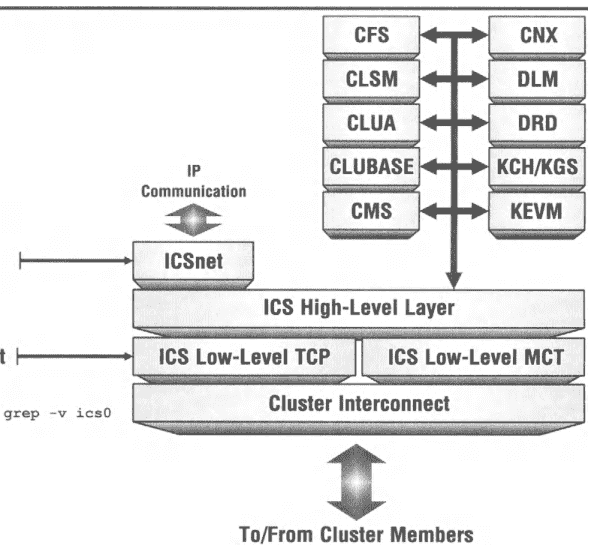 CFS
CNX
CLSM
DLM
CLUA
DRD
CLUBASE
KCH/KGS
CMS
KEVM
IP
Communication
ICSnet
ICS High-Level Layer
t
ICS Low-Level TCP
ICS Low-Level MCT
Cluster Interconnect
grep -v ics0
To/From Cluster Members